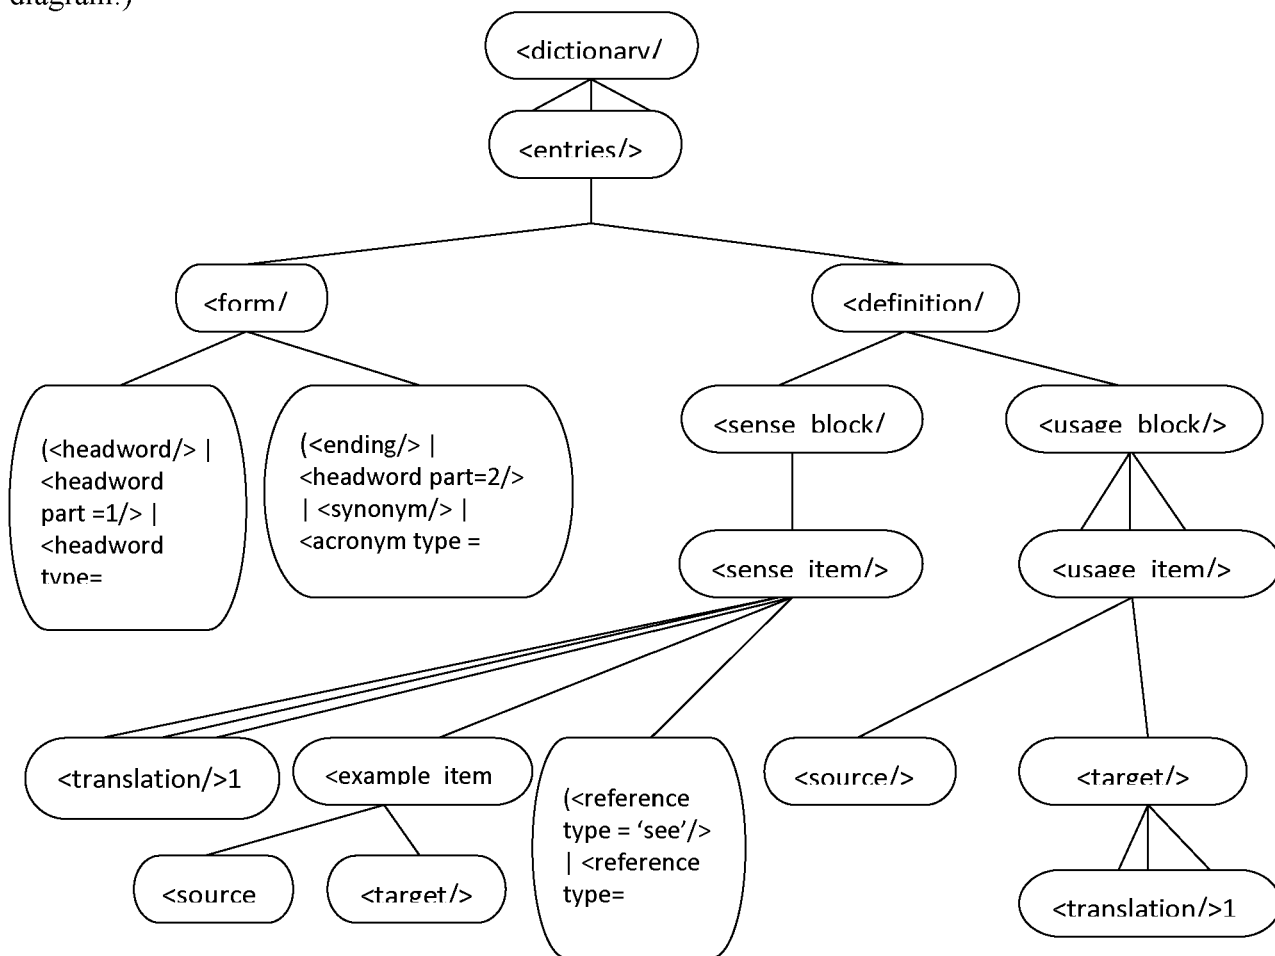 diagram.)
<dictionary/
<entries/>
<form/
<definition/
(<headword/> |
<headword
part =1/> |
<headword
type=
(<ending/> |
<headword part=2/>
| <synonym/> |
<acronym type =
<sense_block/
<usage_block/>
<sense_item/>
<usage_item/>
<translation/>1
<example_item
(<reference
type = ‘see’/>
| <reference
type=
<source/>
<target/>
<source
<target/>
<translation/>1